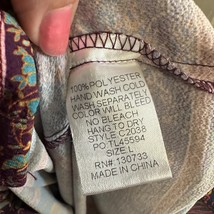 100% POLYESTER
HAND WASH COLD
WASH SEPARATELY
COLOR WILL BLEED
NO BLEACH
HANG TO DRY
STYLE: C2038
PO: TL45594
SIZE: L
RN#: 130733
MADE IN CHINA